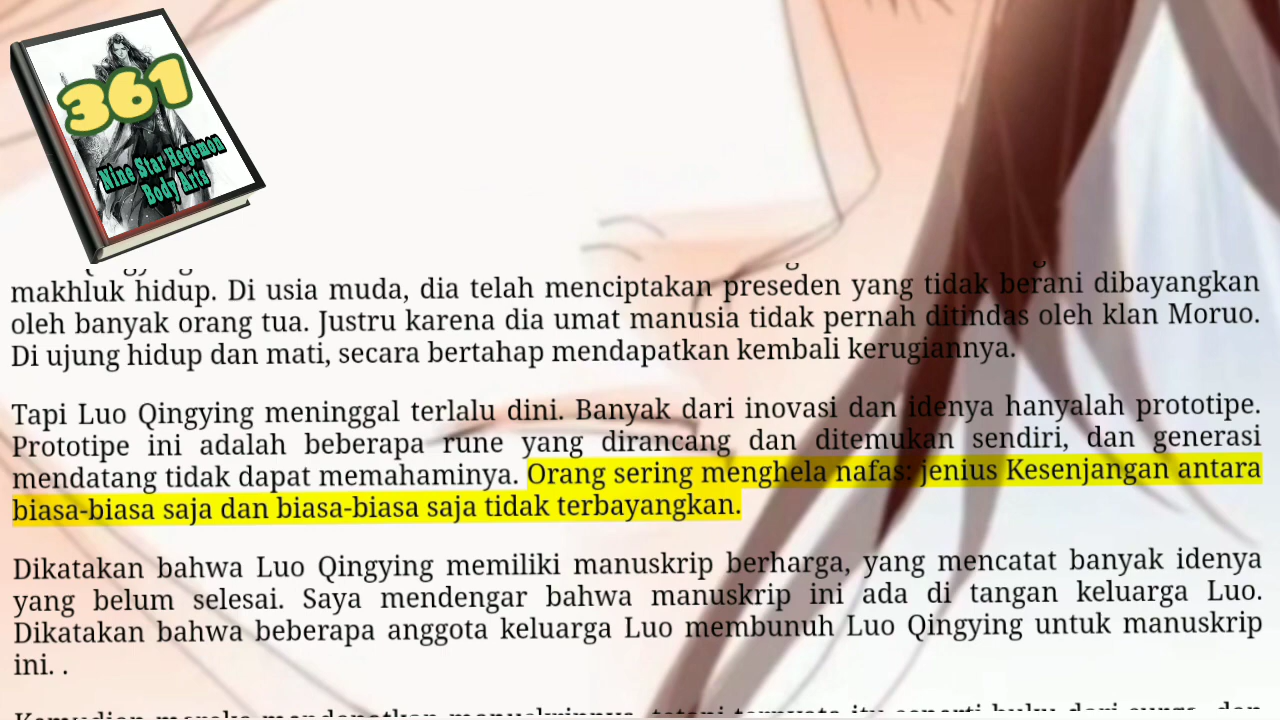 361
Nine Star Hegemon
Body Arts
makhluk hidup. Di usia muda, dia telah menciptakan preseden yang tidak berani dibayangkan
oleh banyak orang tua. Justru karena dia umat manusia tidak pernah ditindas oleh klan Moruo.
Di ujung hidup dan mati, secara bertahap mendapatkan kembali kerugiannya.
Tapi Luo Qingying meninggal terlalu dini. Banyak dari inovasi dan idenya hanyalah prototipe.
Prototipe ini adalah beberapa rune yang dirancang dan ditemukan sendiri, dan generasi
mendatang tidak dapat memahaminya. Orang sering menghela nafas: jenius Kesenjangan antara
biasa-biasa saja dan biasa-biasa saja tidak terbayangkan.
Dikatakan bahwa Luo Qingying memiliki manuskrip berharga, yang mencatat banyak idenya
yang belum selesai. Saya mendengar bahwa manuskrip ini ada di tangan keluarga Luo.
Dikatakan bahwa beberapa anggota keluarga Luo membunuh Luo Qingying untuk manuskrip
ini. .